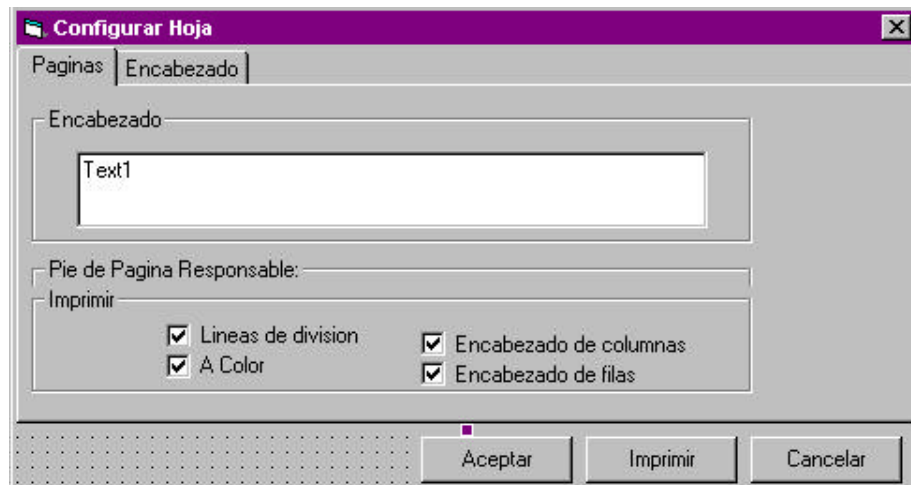 Configurar Hoja
Paginas Encabezado
Encabezado
Text1
Pie de Pagina Responsable:
Imprimir
Lineas de division
Encabezado de columnas
A Color
Encabezado de filas
Aceptar Imprimir Cancelar